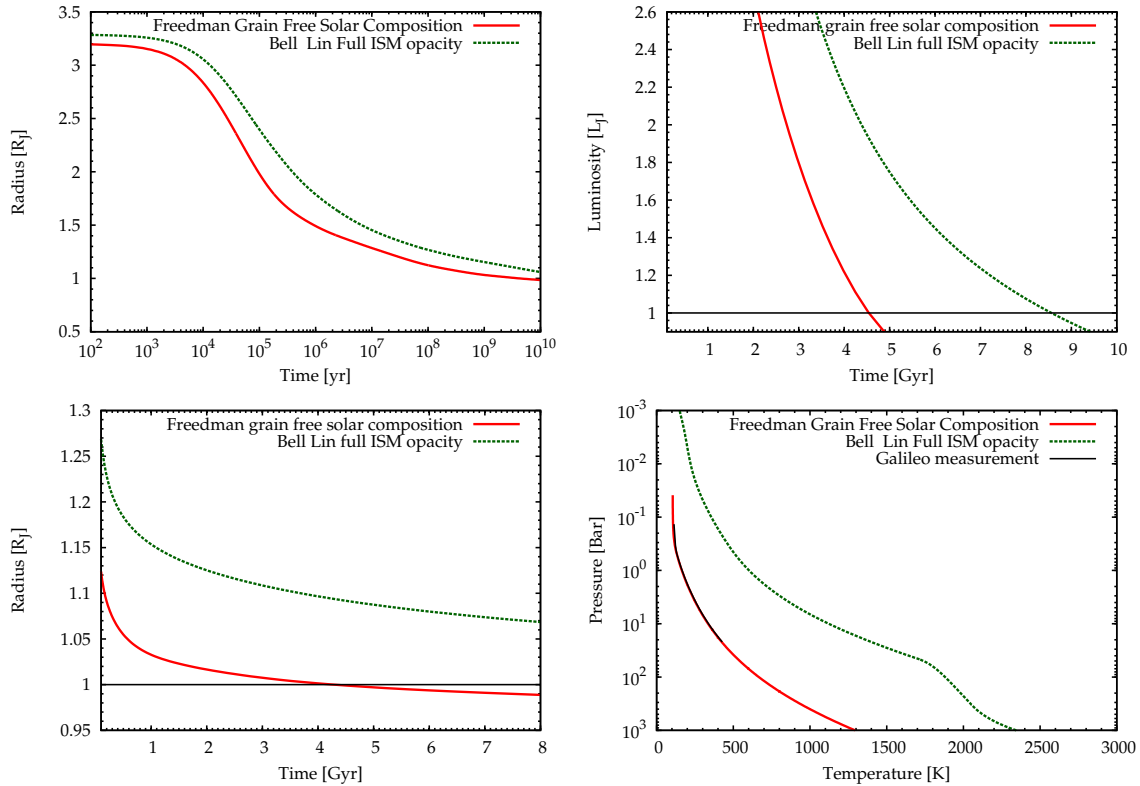 Freedman Grain Free Solar Composition
Bell Lin Full ISM opacity
Radius [R_J]
3.5
3
2.5
2
1.5
1
0.5
10^2 10^3 10^4 10^5 10^6 10^7 10^8 10^9 10^10
Time [yr]
Freedman grain free solar composition
Bell Lin full ISM opacity
Luminosity [L_J]
2.6
2.4
2.2
2
1.8
1.6
1.4
1.2
1
1 2 3 4 5 6 7 8 9 10
Time [Gyr]
Freedman grain free solar composition
Bell Lin full ISM opacity
Radius [R_J]
1.3
1.25
1.2
1.15
1.1
1.05
1
0.95
1 2 3 4 5 6 7 8
Time [Gyr]
Freedman Grain Free Solar Composition
Bell Lin Full ISM opacity
Galileo measurement
Pressure [Bar]
10^-3
10^-2
10^-1
10^0
10^1
10^2
10^3
0 500 1000 1500 2000 2500 3000
Temperature [K]